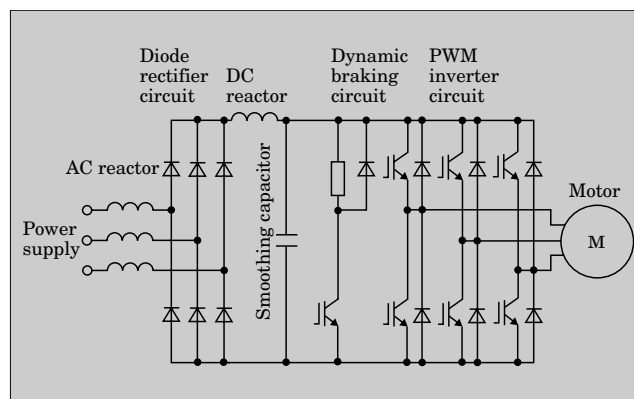 Diode
rectifier
circuit
DC
reactor
Dynamic
braking
circuit
PWM
inverter
circuit
AC reactor
Power
supply
Smoothing capacitor
Motor
M